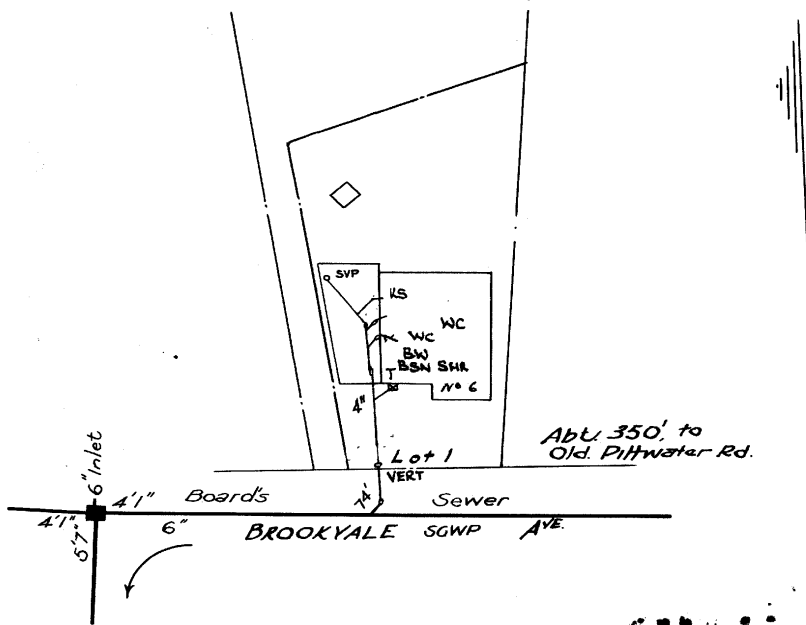 SVP
KS
WC
WC
BW
BSN SHR
T
No 6
4"
Lot 1
Abt. 350', to
Old. Pittwater Rd.
VERT
74'
6" Inlet
4'1" Board's Sewer
4'1"
5'7"
6"
BROOKVALE SGWP AVE.